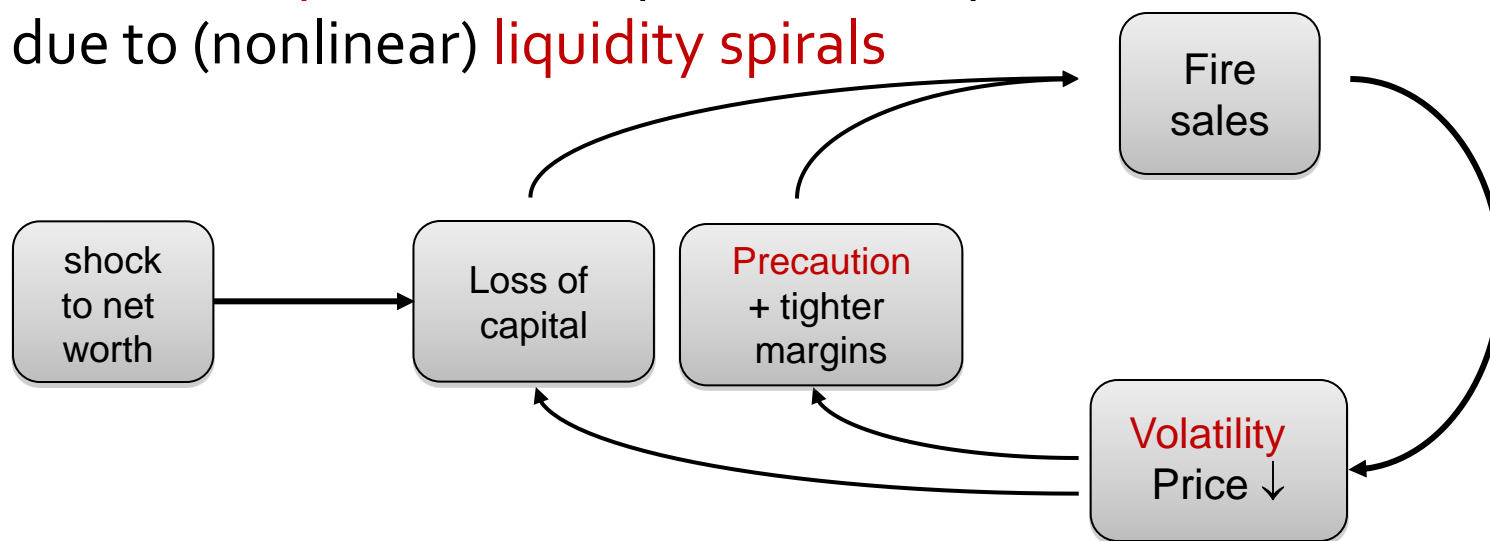 due to (nonlinear) liquidity spirals
Fire
sales
shock
to net
worth
Loss of
capital
Precaution
+ tighter
margins
Volatility
Price ↓